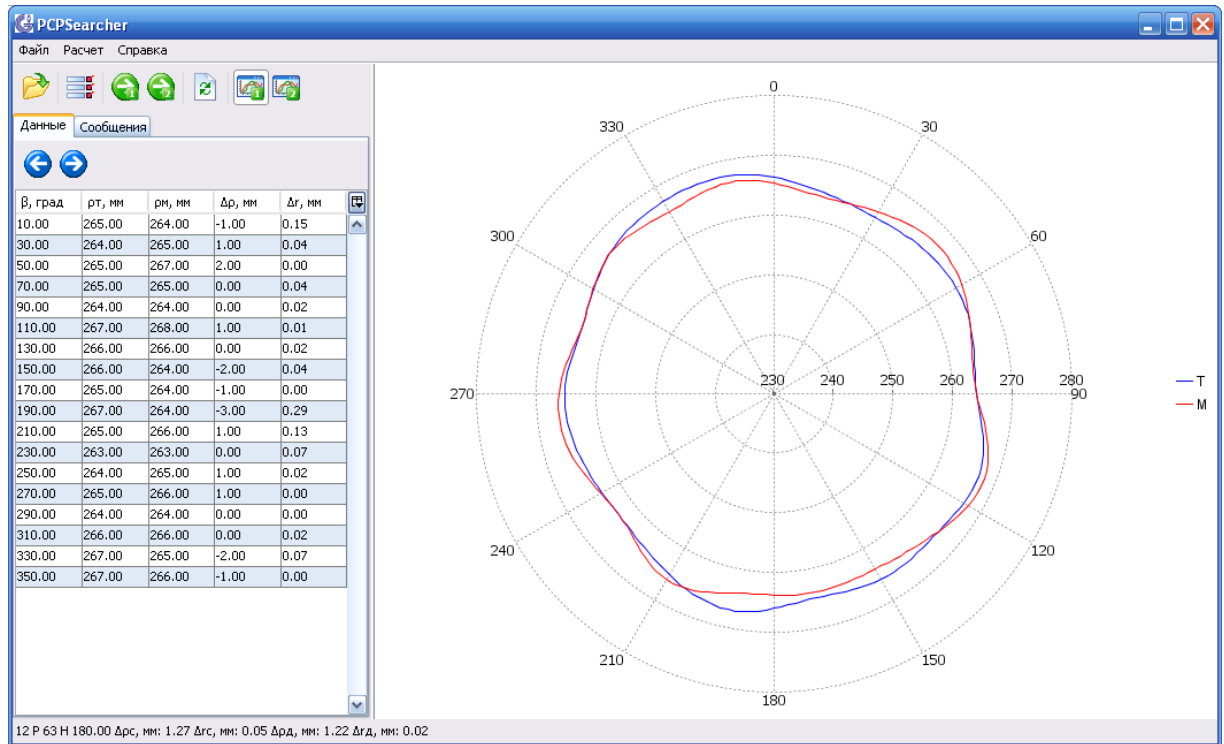 PCPSearcher
Файл Расчет Справка
Данные Сообщения
β, град ρт, мм ρм, мм Δρ, мм Δr, мм
10.00 265.00 264.00 -1.00 0.15
30.00 264.00 265.00 1.00 0.04
50.00 265.00 267.00 2.00 0.00
70.00 265.00 265.00 0.00 0.04
90.00 264.00 264.00 0.00 0.02
110.00 267.00 268.00 1.00 0.01
130.00 266.00 266.00 0.00 0.02
150.00 266.00 264.00 -2.00 0.04
170.00 265.00 264.00 -1.00 0.00
190.00 267.00 264.00 -3.00 0.29
210.00 265.00 266.00 1.00 0.13
230.00 263.00 263.00 0.00 0.07
250.00 264.00 265.00 1.00 0.02
270.00 265.00 266.00 1.00 0.00
290.00 264.00 264.00 0.00 0.00
310.00 266.00 266.00 0.00 0.02
330.00 267.00 265.00 -2.00 0.07
350.00 267.00 266.00 -1.00 0.00
0
330 30
300 60
230 240 250 260 270 280
270 90
T
M
240 120
210 150
180
12 P 63 H 180.00 Δρс, мм: 1.27 Δrс, мм: 0.05 Δρд, мм: 1.22 Δrд, мм: 0.02